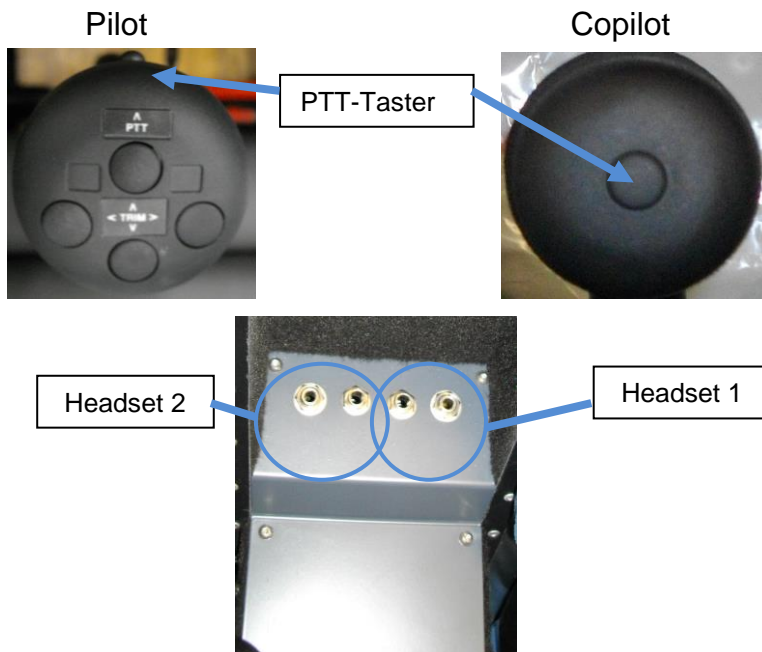 Pilot
Copilot
PTT-Taster
^
PTT
^
< TRIM >
v
Headset 2
Headset 1